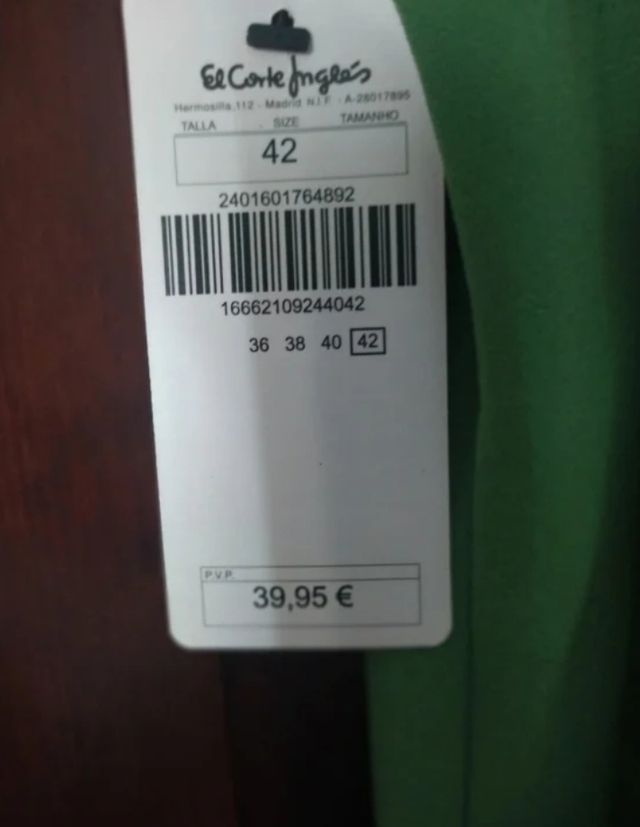 El Corte Inglés
Hermosilla, 112 - Madrid N.I.F. - A-28017895
TALLA SIZE TAMANHO
42
2401601764892
16662109244042
36 38 40 42
P.V.P.
39,95 €